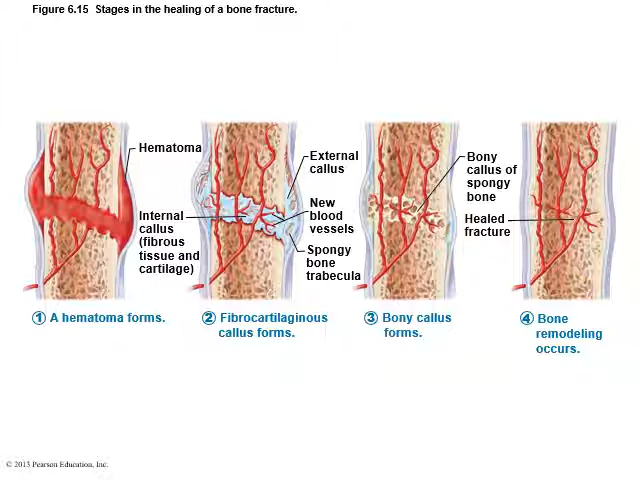 Figure 6.15 Stages in the healing of a bone fracture.
Hematoma
Internal
callus
(fibrous
tissue and
cartilage)
External
callus
New
blood
vessels
Spongy
bone
trabecula
Bony
callus of
spongy
bone
Healed
fracture
1 A hematoma forms.
2 Fibrocartilaginous
callus forms.
3 Bony callus
forms.
4 Bone
remodeling
occurs.
© 2013 Pearson Education, Inc.